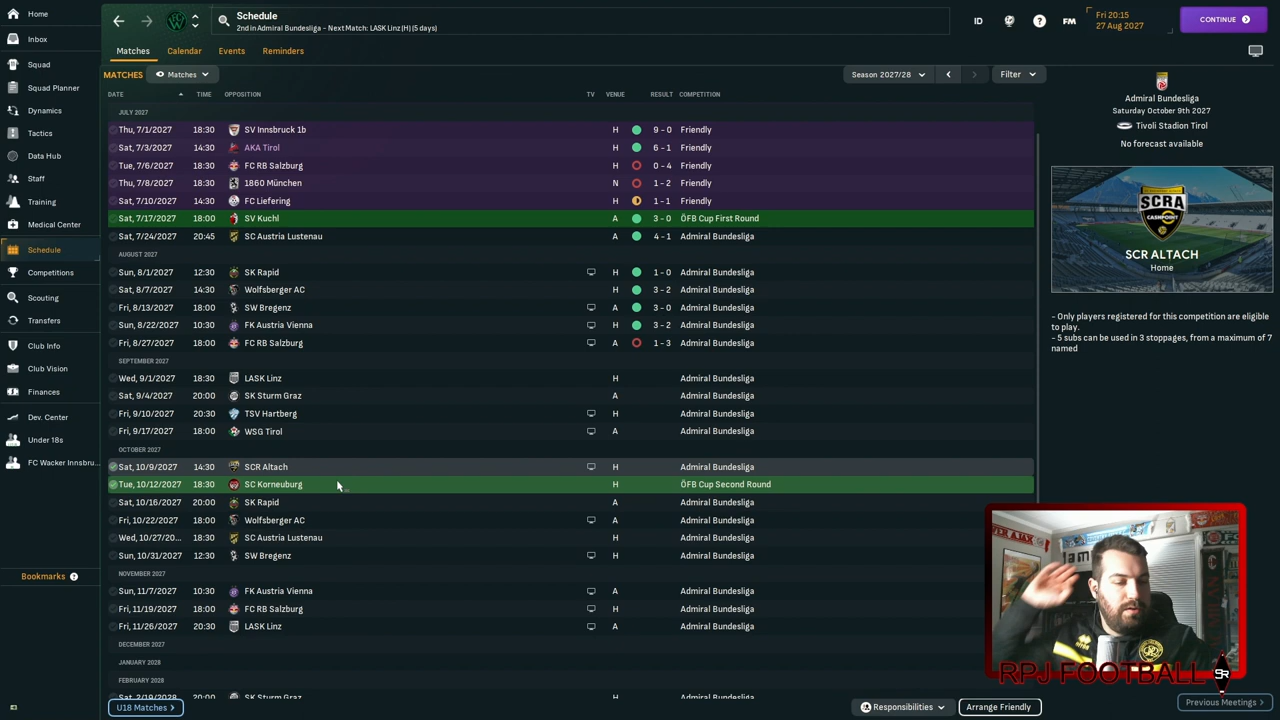 Home
Inbox
Squad
Squad Planner
Dynamics
Tactics
Data Hub
Staff
Training
Medical Center
Schedule
Competitions
Scouting
Transfers
Club Info
Club Vision
Finances
Dev. Center
Under 18s
FC Wacker Innsbru...
Bookmarks ?
Schedule
2nd in Admiral Bundesliga - Next Match: LASK Linz (H) (5 days)
ID ? FM
Fri 20:15
27 Aug 2027
CONTINUE
Matches Calendar Events Reminders
MATCHES Matches Season 2027/28 Filter
DATE TIME OPPOSITION TV VENUE RESULT COMPETITION
JULY 2027
Thu, 7/1/2027 18:30 SV Innsbruck 1b H 9 - 0 Friendly
Sat, 7/3/2027 14:30 AKA Tirol H 6 - 1 Friendly
Tue, 7/6/2027 18:30 FC RB Salzburg H 0 - 4 Friendly
Thu, 7/8/2027 18:30 1860 München N 1 - 2 Friendly
Sat, 7/10/2027 14:30 FC Liefering H 1 - 1 Friendly
Sat, 7/17/2027 18:00 SV Kuchl A 3 - 0 ÖFB Cup First Round
Sat, 7/24/2027 20:45 SC Austria Lustenau A 4 - 1 Admiral Bundesliga
AUGUST 2027
Sun, 8/1/2027 12:30 SK Rapid H 1 - 0 Admiral Bundesliga
Sat, 8/7/2027 14:30 Wolfsberger AC H 3 - 2 Admiral Bundesliga
Fri, 8/13/2027 18:00 SW Bregenz A 3 - 0 Admiral Bundesliga
Sun, 8/22/2027 10:30 FK Austria Vienna H 3 - 2 Admiral Bundesliga
Fri, 8/27/2027 18:00 FC RB Salzburg A 1 - 3 Admiral Bundesliga
SEPTEMBER 2027
Wed, 9/1/2027 18:30 LASK Linz H Admiral Bundesliga
Sat, 9/4/2027 20:00 SK Sturm Graz A Admiral Bundesliga
Fri, 9/10/2027 20:30 TSV Hartberg H Admiral Bundesliga
Fri, 9/17/2027 18:00 WSG Tirol A Admiral Bundesliga
OCTOBER 2027
Sat, 10/9/2027 14:30 SCR Altach H Admiral Bundesliga
Tue, 10/12/2027 18:30 SC Korneuburg H ÖFB Cup Second Round
Sat, 10/16/2027 20:00 SK Rapid A Admiral Bundesliga
Fri, 10/22/2027 18:00 Wolfsberger AC A Admiral Bundesliga
Wed, 10/27/20... 18:30 SC Austria Lustenau H Admiral Bundesliga
Sun, 10/31/2027 12:30 SW Bregenz H Admiral Bundesliga
NOVEMBER 2027
Sun, 11/7/2027 10:30 FK Austria Vienna A Admiral Bundesliga
Fri, 11/19/2027 18:00 FC RB Salzburg H Admiral Bundesliga
Fri, 11/26/2027 20:30 LASK Linz A Admiral Bundesliga
DECEMBER 2027
JANUARY 2028
FEBRUARY 2028
Sat, 2/19/2028 20:00 SK Sturm Graz H Admiral Bundesliga
U18 Matches
Responsibilities
Arrange Friendly
Admiral Bundesliga
Saturday October 9th 2027
Tivoli Stadion Tirol
No forecast available
SCRA
CASHPOINT
SCR ALTACH
Home
- Only players registered for this competition are eligible
to play.
- 5 subs can be used in 3 stoppages, from a maximum of 7
named
RPJ FOOTBALL
SR
Previous Meetings